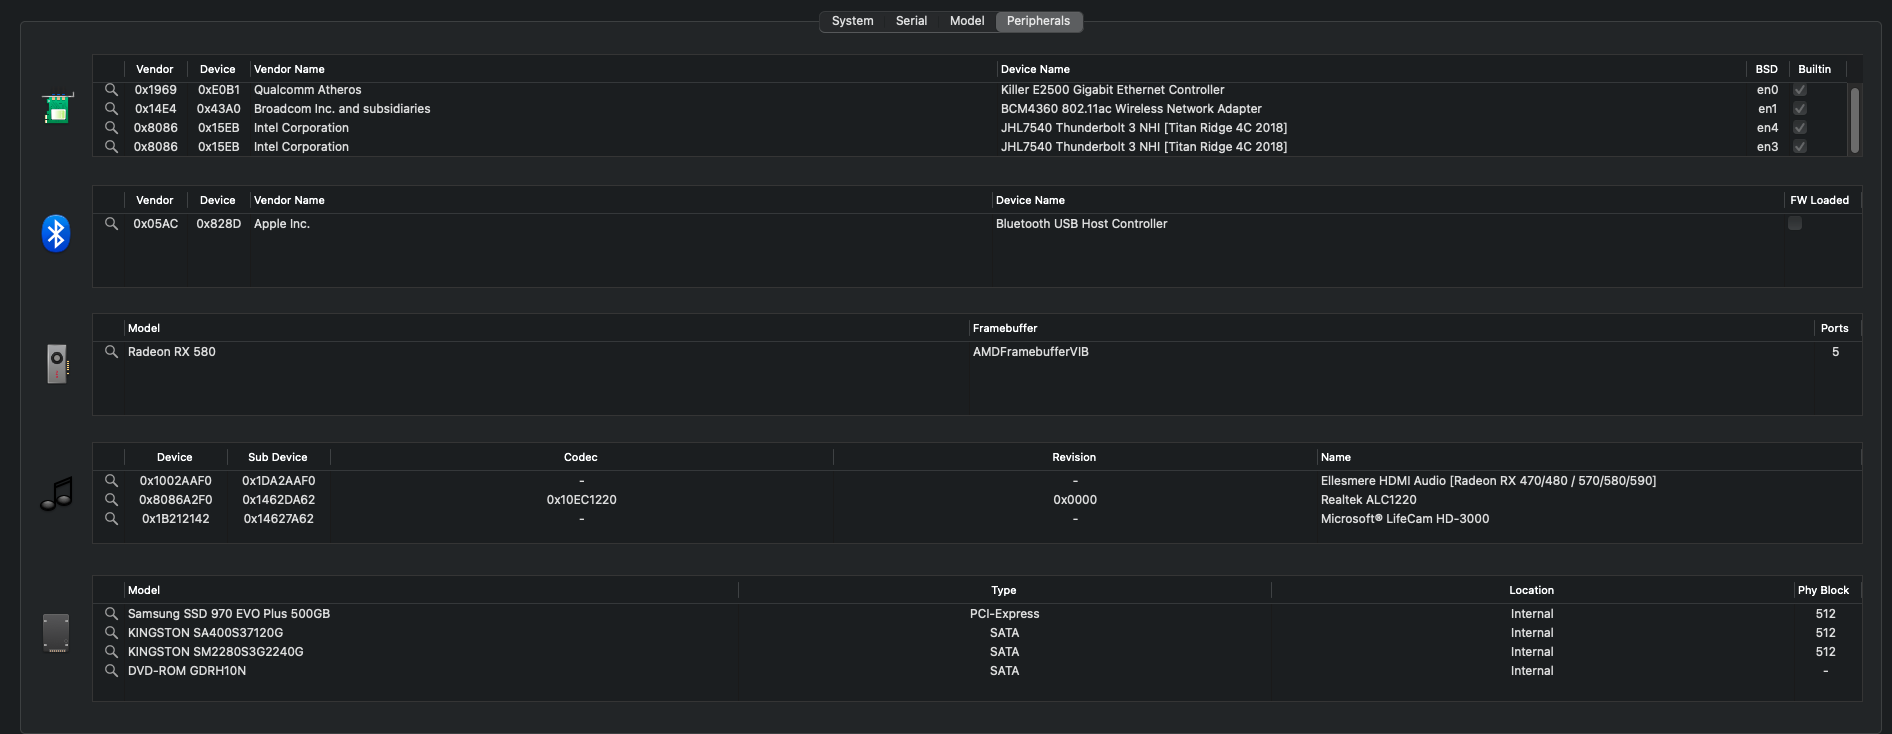 System Serial Model Peripherals
Vendor Device Vendor Name Device Name BSD Builtin
0x1969 0xE0B1 Qualcomm Atheros Killer E2500 Gigabit Ethernet Controller en0
0x14E4 0x43A0 Broadcom Inc. and subsidiaries BCM4360 802.11ac Wireless Network Adapter en1
0x8086 0x15EB Intel Corporation JHL7540 Thunderbolt 3 NHI [Titan Ridge 4C 2018] en4
0x8086 0x15EB Intel Corporation JHL7540 Thunderbolt 3 NHI [Titan Ridge 4C 2018] en3
Vendor Device Vendor Name Device Name FW Loaded
0x05AC 0x828D Apple Inc. Bluetooth USB Host Controller
Model Framebuffer Ports
Radeon RX 580 AMDFramebufferVIB 5
Device Sub Device Codec Revision Name
0x1002AAF0 0x1DA2AAF0 - - Ellesmere HDMI Audio [Radeon RX 470/480 / 570/580/590]
0x8086A2F0 0x1462DA62 0x10EC1220 0x0000 Realtek ALC1220
0x1B212142 0x14627A62 - - Microsoft® LifeCam HD-3000
Model Type Location Phy Block
Samsung SSD 970 EVO Plus 500GB PCI-Express Internal 512
KINGSTON SA400S37120G SATA Internal 512
KINGSTON SM2280S3G2240G SATA Internal 512
DVD-ROM GDRH10N SATA Internal -